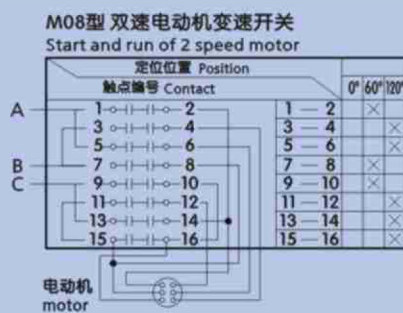 M08型 双速电动机变速开关
Start and run of 2 speed motor
定位位置 Position
触点编号 Contact 0° 60° 120°
A 1 2 1 — 2 ×
3 4 3 — 4 ×
5 6 5 — 6 ×
B 7 8 7 — 8 ×
C 9 10 9 — 10 ×
11 12 11 — 12 ×
13 14 13 — 14 ×
15 16 15 — 16 ×
电动机
motor